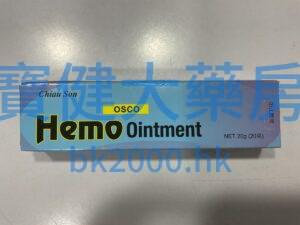 Chiau Son
寶健大藥房
OSCO
Hemo Ointment
NET 20g (20克)
bk2000.hk